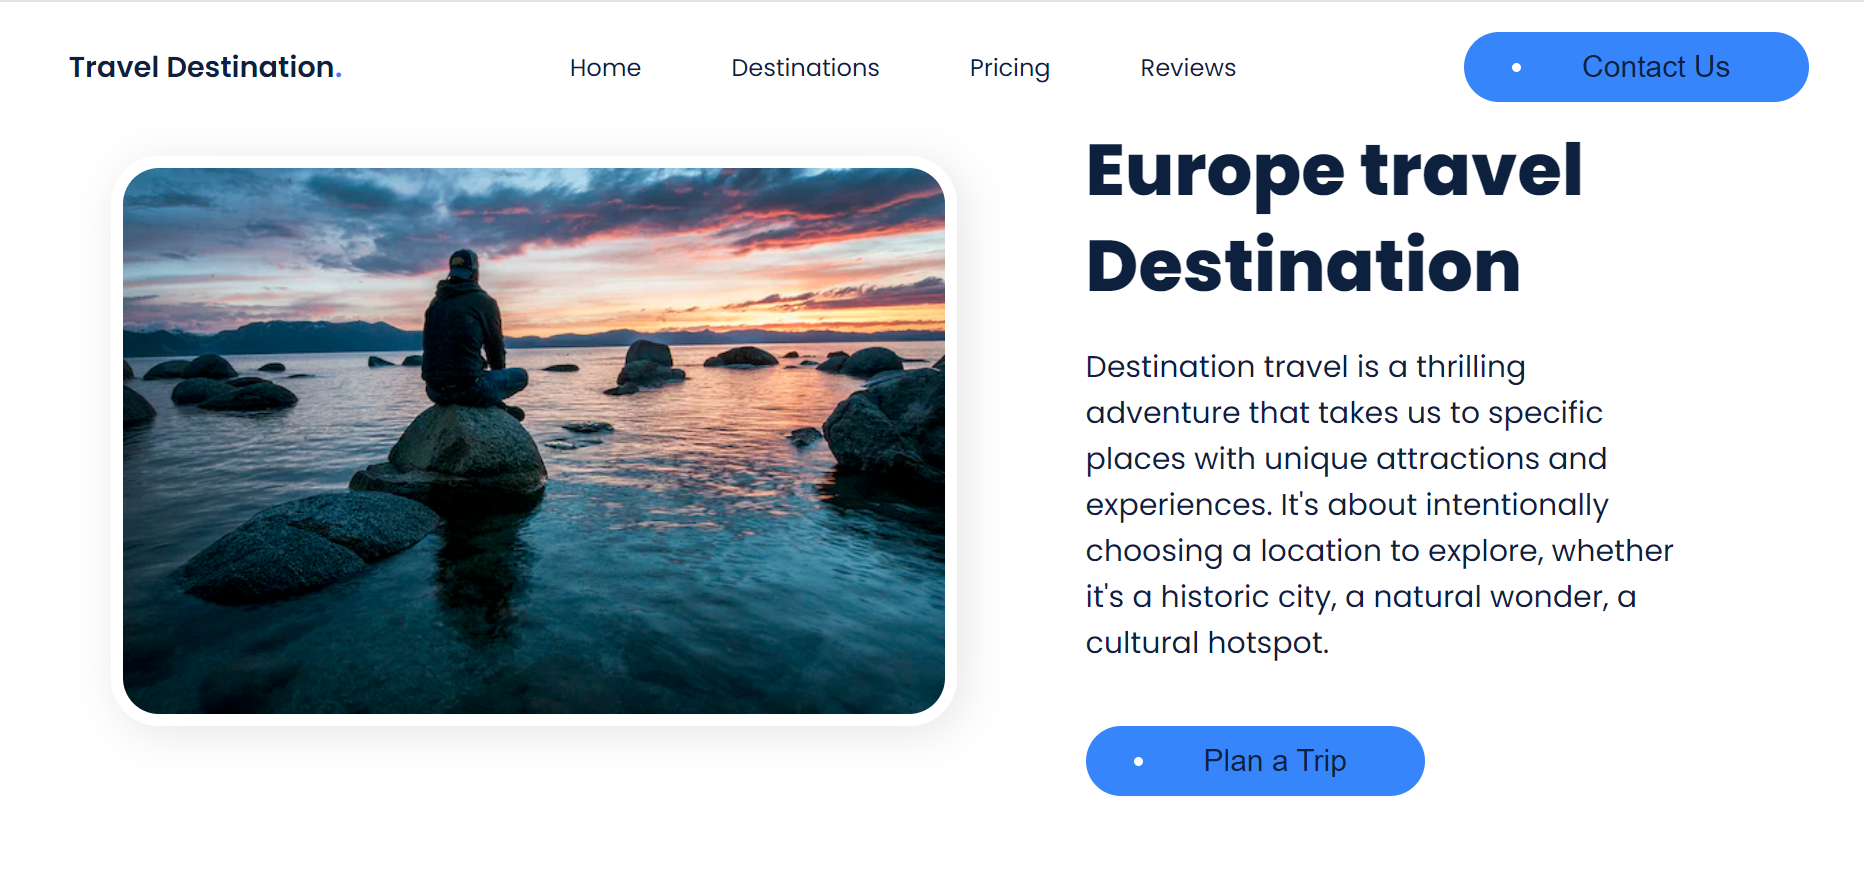 Travel Destination.
Home Destinations Pricing Reviews
Contact Us
Europe travel
Destination
Destination travel is a thrilling
adventure that takes us to specific
places with unique attractions and
experiences. It's about intentionally
choosing a location to explore, whether
it's a historic city, a natural wonder, a
cultural hotspot.
Plan a Trip